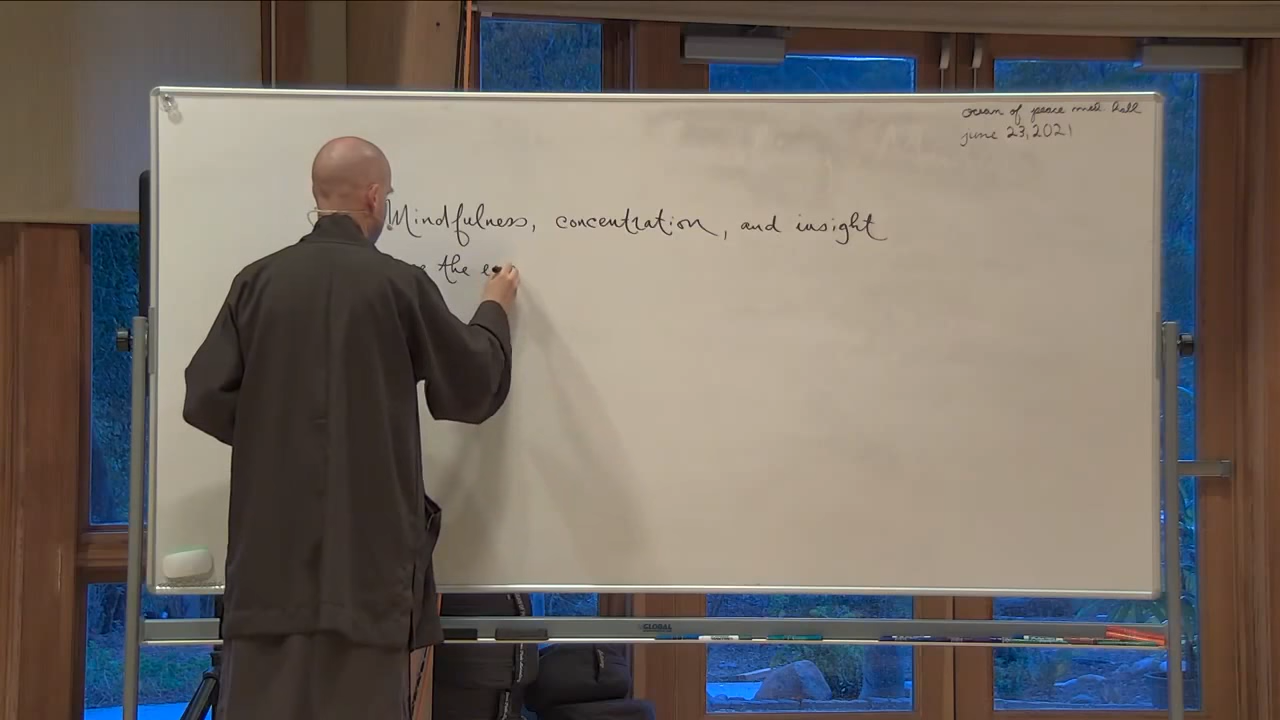 ocean of peace med. hall
june 23, 2021
Mindfulness, concentration, and insight
the
GLOBAL